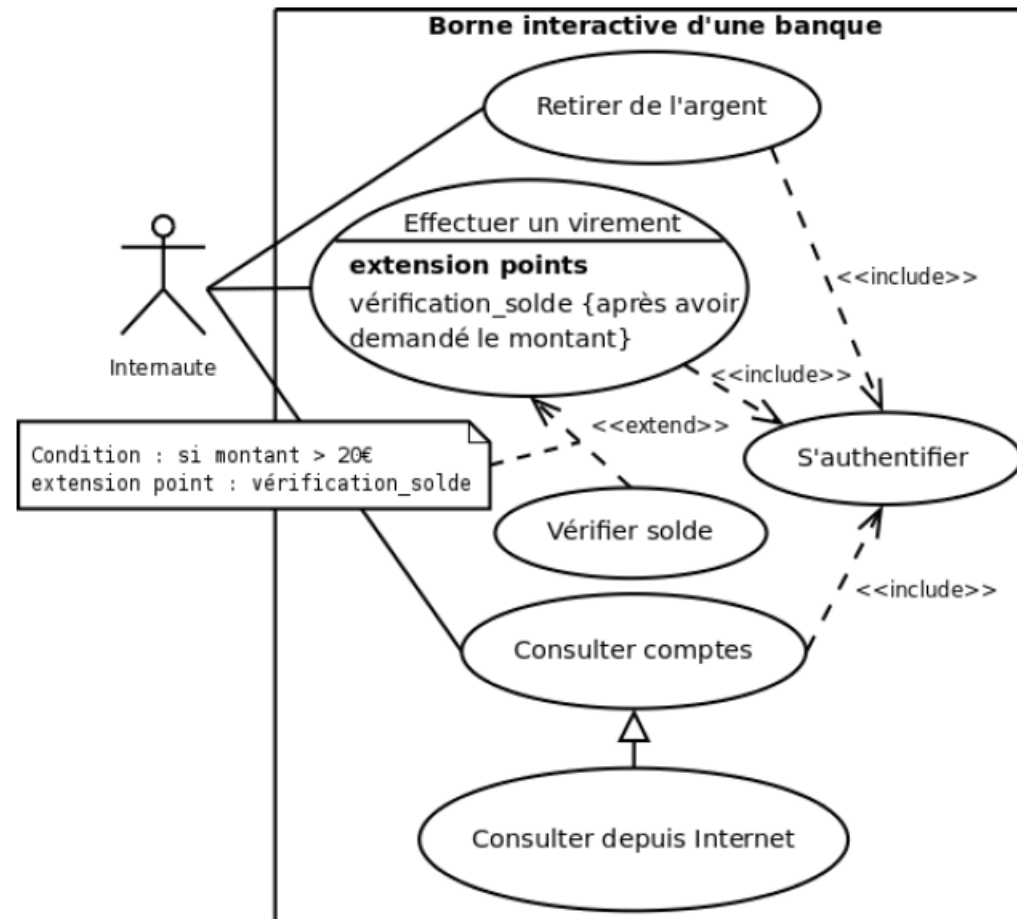 Borne interactive d'une banque
Retirer de l'argent
Effectuer un virement
extension points
vérification_solde {après avoir
demandé le montant}
<<include>>
Internaute
<<include>>
<<extend>>
Condition : si montant > 20€
extension point : vérification_solde
S'authentifier
Vérifier solde
<<include>>
Consulter comptes
Consulter depuis Internet